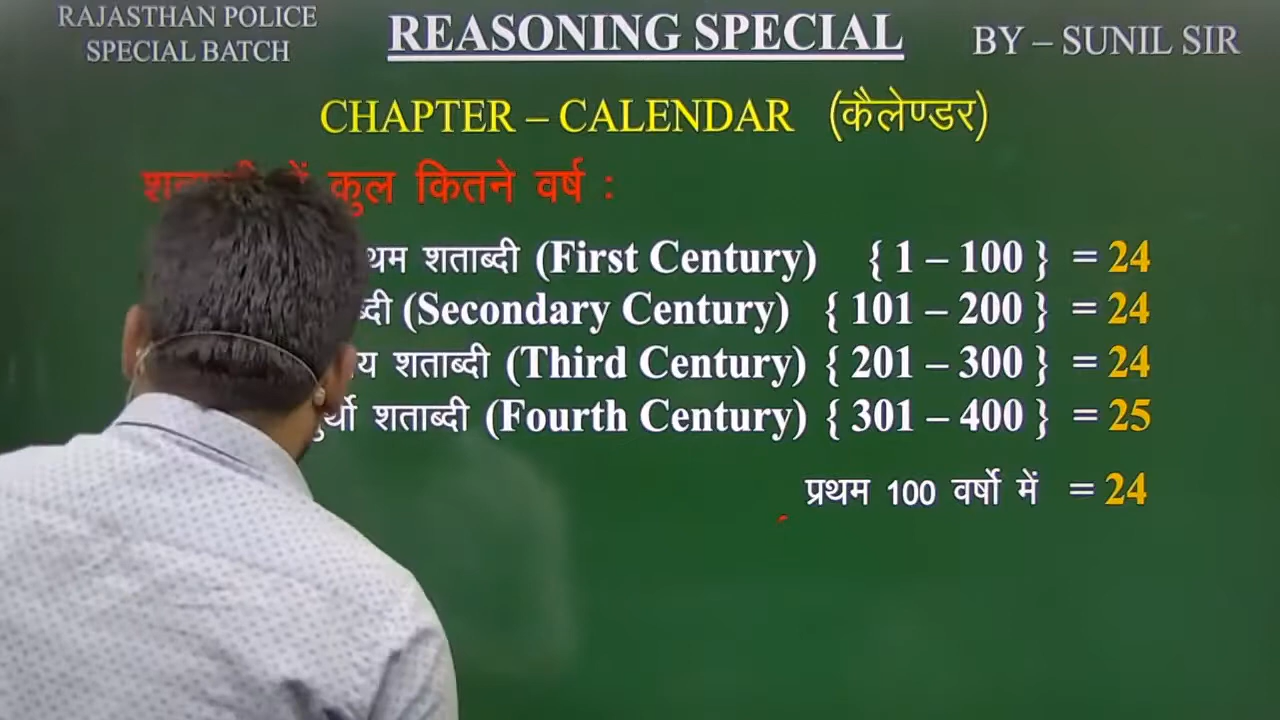 RAJASTHAN POLICE
SPECIAL BATCH
REASONING SPECIAL
BY – SUNIL SIR
CHAPTER – CALENDAR (कैलेण्डर)
कुल कितने वर्ष :
शताब्दी (First Century) { 1 – 100 } = 24
(Secondary Century) { 101 – 200 } = 24
शताब्दी (Third Century) { 201 – 300 } = 24
शताब्दी (Fourth Century) { 301 – 400 } = 25
प्रथम 100 वर्षो में = 24